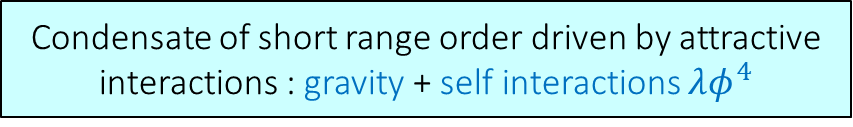 Condensate of short range order driven by attractive
interactions : gravity + self interactions λϕ⁴